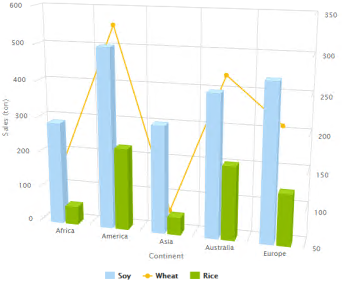 600
500
400
300
200
100
0
Sales (ton)
350
300
250
200
150
100
50
Africa
America
Asia
Australia
Europe
Continent
Soy Wheat Rice